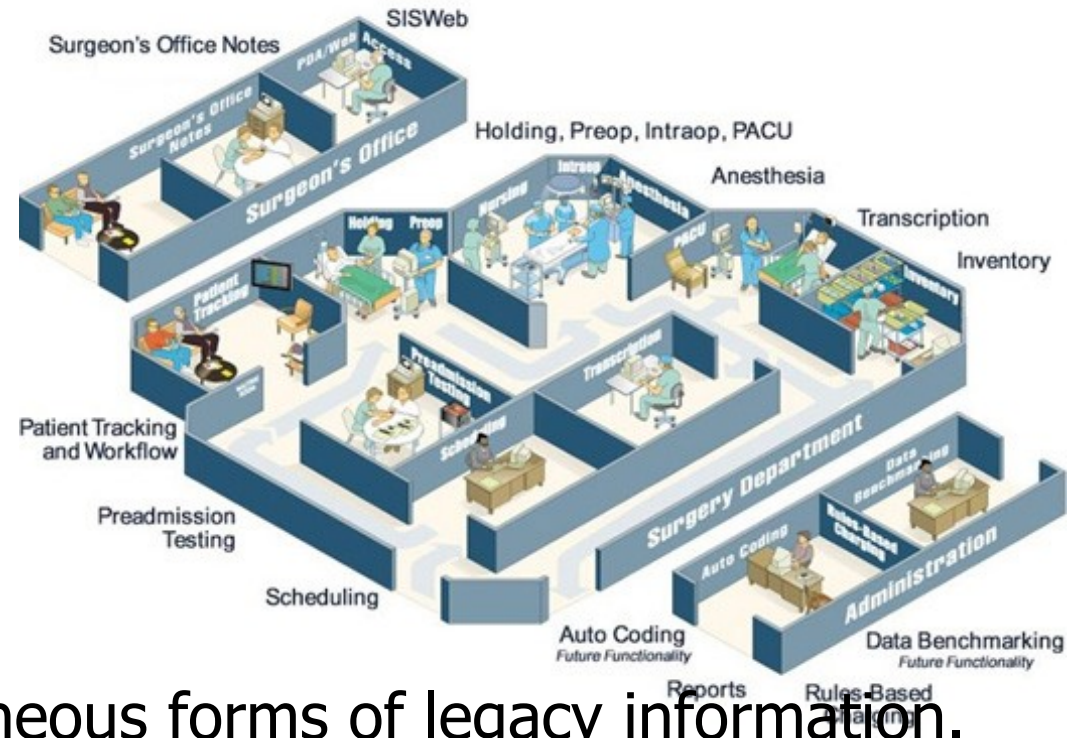 SISWeb
Surgeon's Office Notes
PDA/Web Access
Surgeon's Office
Notes
Surgeon's Office
Holding, Preop, Intraop, PACU
Anesthesia
Transcription
Inventory
Nursing
Intraop
Anesthesia
Holding Preop
PACU
Inventory
Patient
Tracking
Preadmission
Testing
Transcription
Scheduling
Patient Tracking
and Workflow
Surgery Department
Data
Benchmarking
Preadmission
Testing
Rules-Based
Charging
Auto Coding
Administration
Scheduling
Auto Coding
Future Functionality
Data Benchmarking
Future Functionality
Reports
Rules-Based
Charging
neous forms of legacy information.